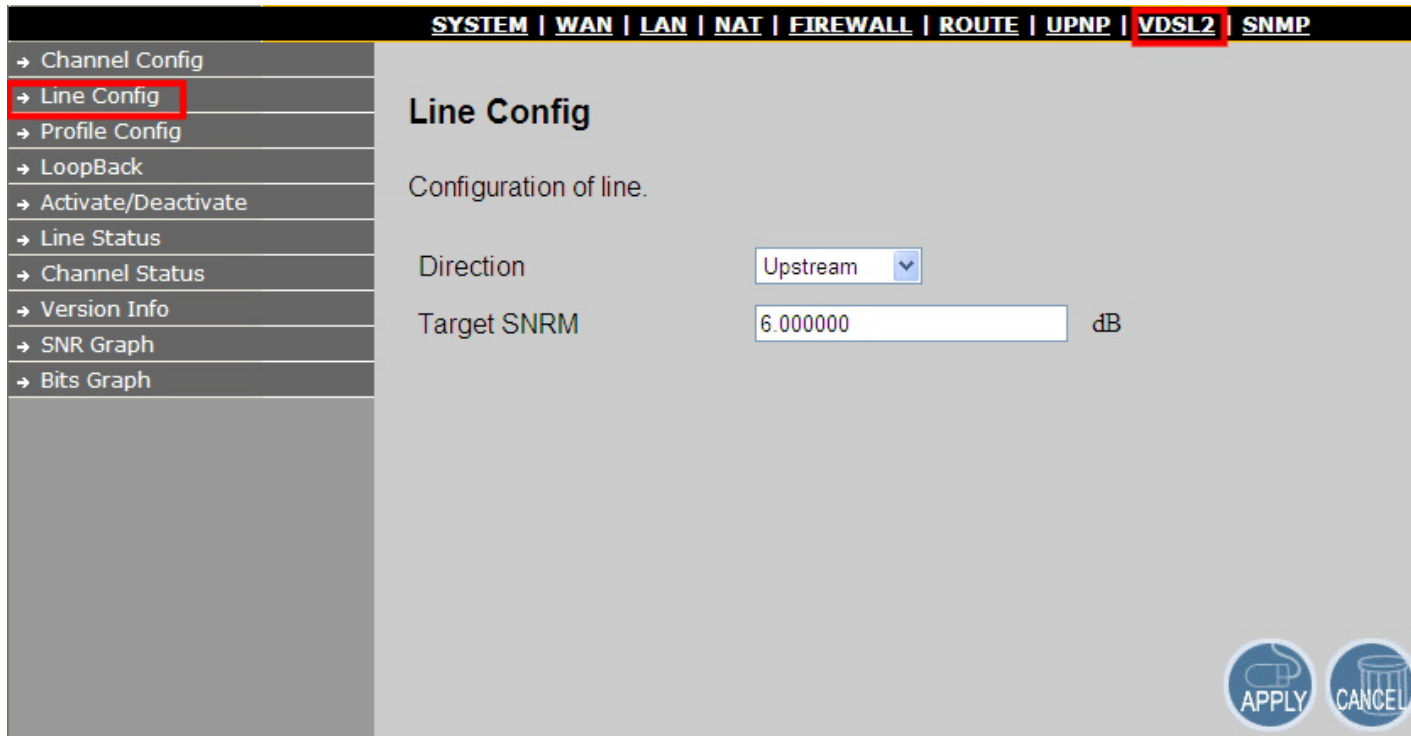 SYSTEM | WAN | LAN | NAT | FIREWALL | ROUTE | UPNP | VDSL2 | SNMP
→ Channel Config
→ Line Config
→ Profile Config
→ LoopBack
→ Activate/Deactivate
→ Line Status
→ Channel Status
→ Version Info
→ SNR Graph
→ Bits Graph
Line Config
Configuration of line.
Direction Upstream
Target SNRM 6.000000 dB
APPLY CANCEL